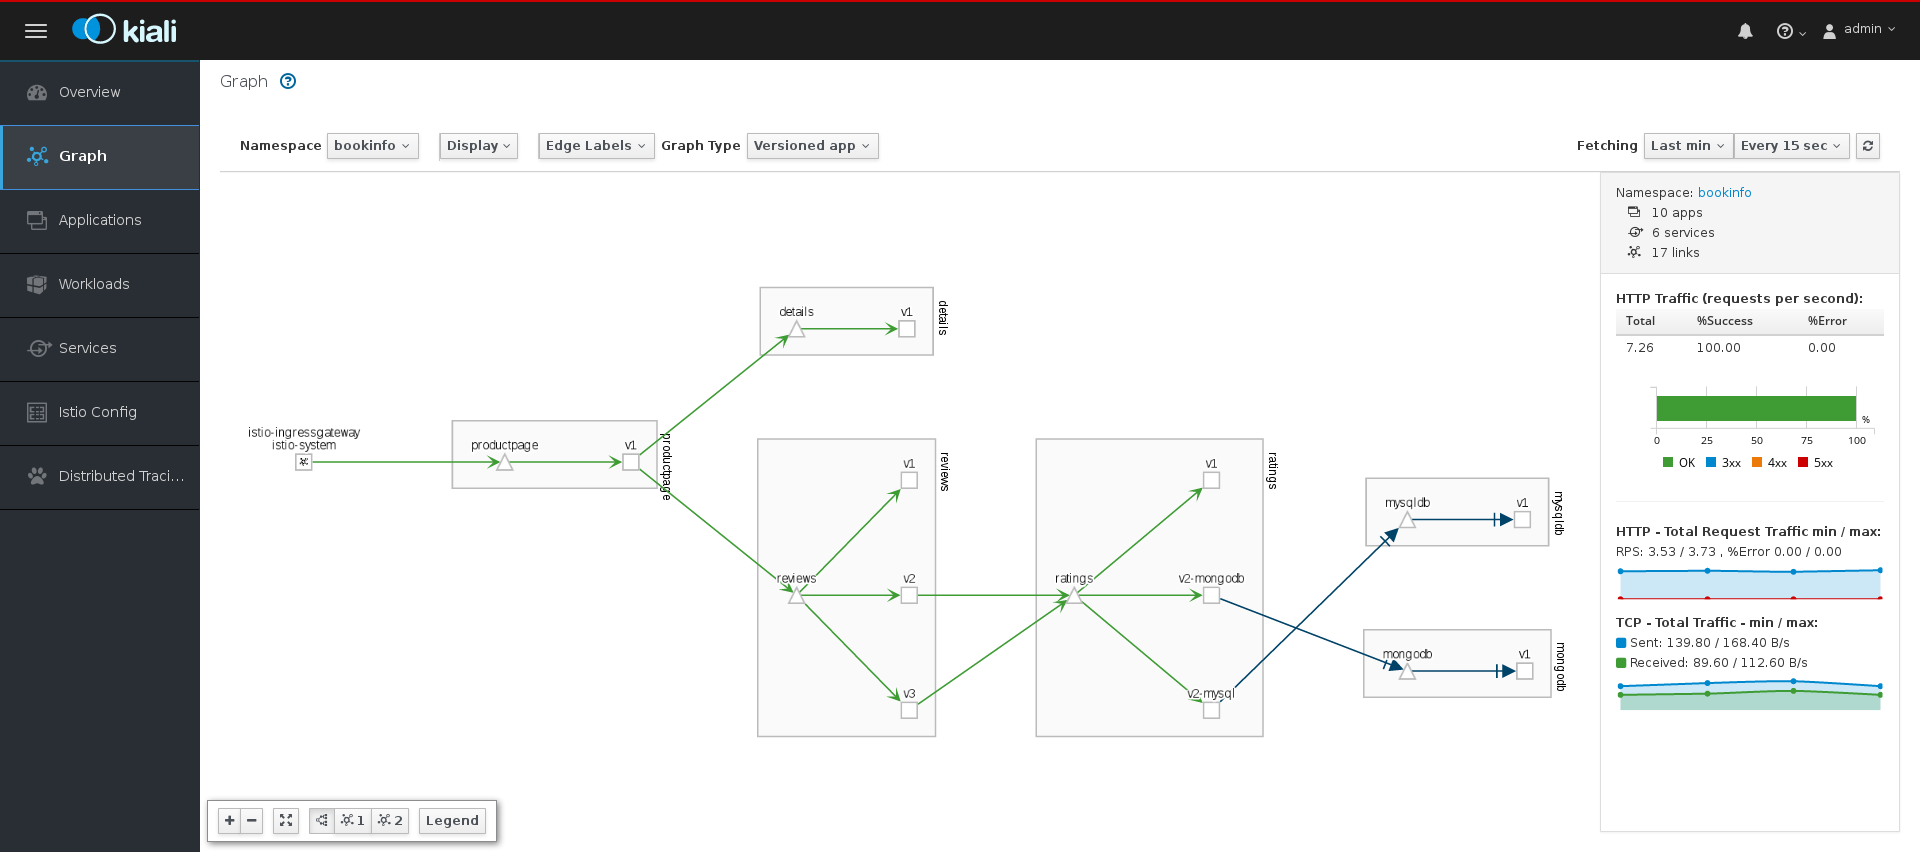 kiali
admin
Overview
Graph
Applications
Workloads
Services
Istio Config
Distributed Traci...
Graph
Namespace bookinfo Display Edge Labels Graph Type Versioned app Fetching Last min Every 15 sec
details
v1
details
istio-ingressgateway
istio-system
productpage
v1
productpage
reviews
v1
v2
v3
reviews
ratings
v1
v2-mongodb
v2-mysql
ratings
mysqldb
v1
mysqldb
mongodb
v1
mongodb
1
2
Legend
Namespace: bookinfo
10 apps
6 services
17 links
HTTP Traffic (requests per second):
Total %Success %Error
7.26 100.00 0.00
%
0 25 50 75 100
OK 3xx 4xx 5xx
HTTP - Total Request Traffic min / max:
RPS: 3.53 / 3.73 , %Error 0.00 / 0.00
TCP - Total Traffic - min / max:
Sent: 139.80 / 168.40 B/s
Received: 89.60 / 112.60 B/s